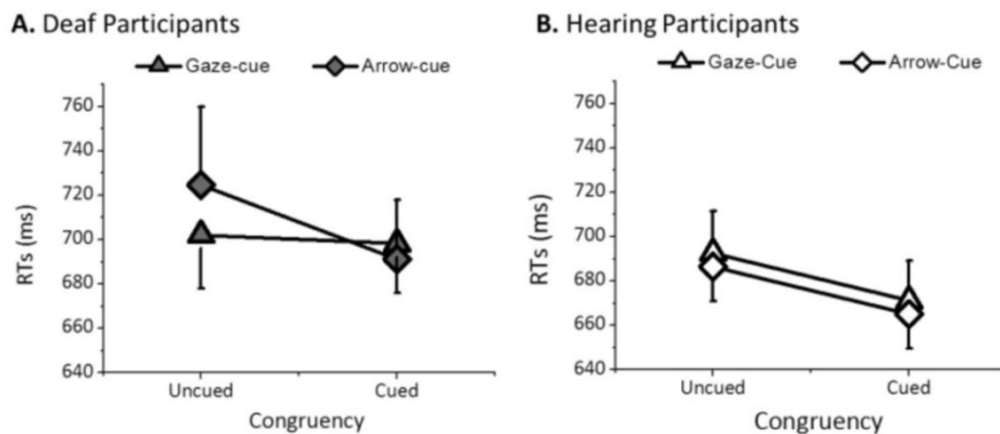 A. Deaf Participants
Gaze-cue Arrow-cue
760
740
720
700
680
660
640
RTs (ms)
Uncued Cued
Congruency
B. Hearing Participants
Gaze-Cue Arrow-Cue
760
740
720
700
680
660
640
RTs (ms)
Uncued Cued
Congruency